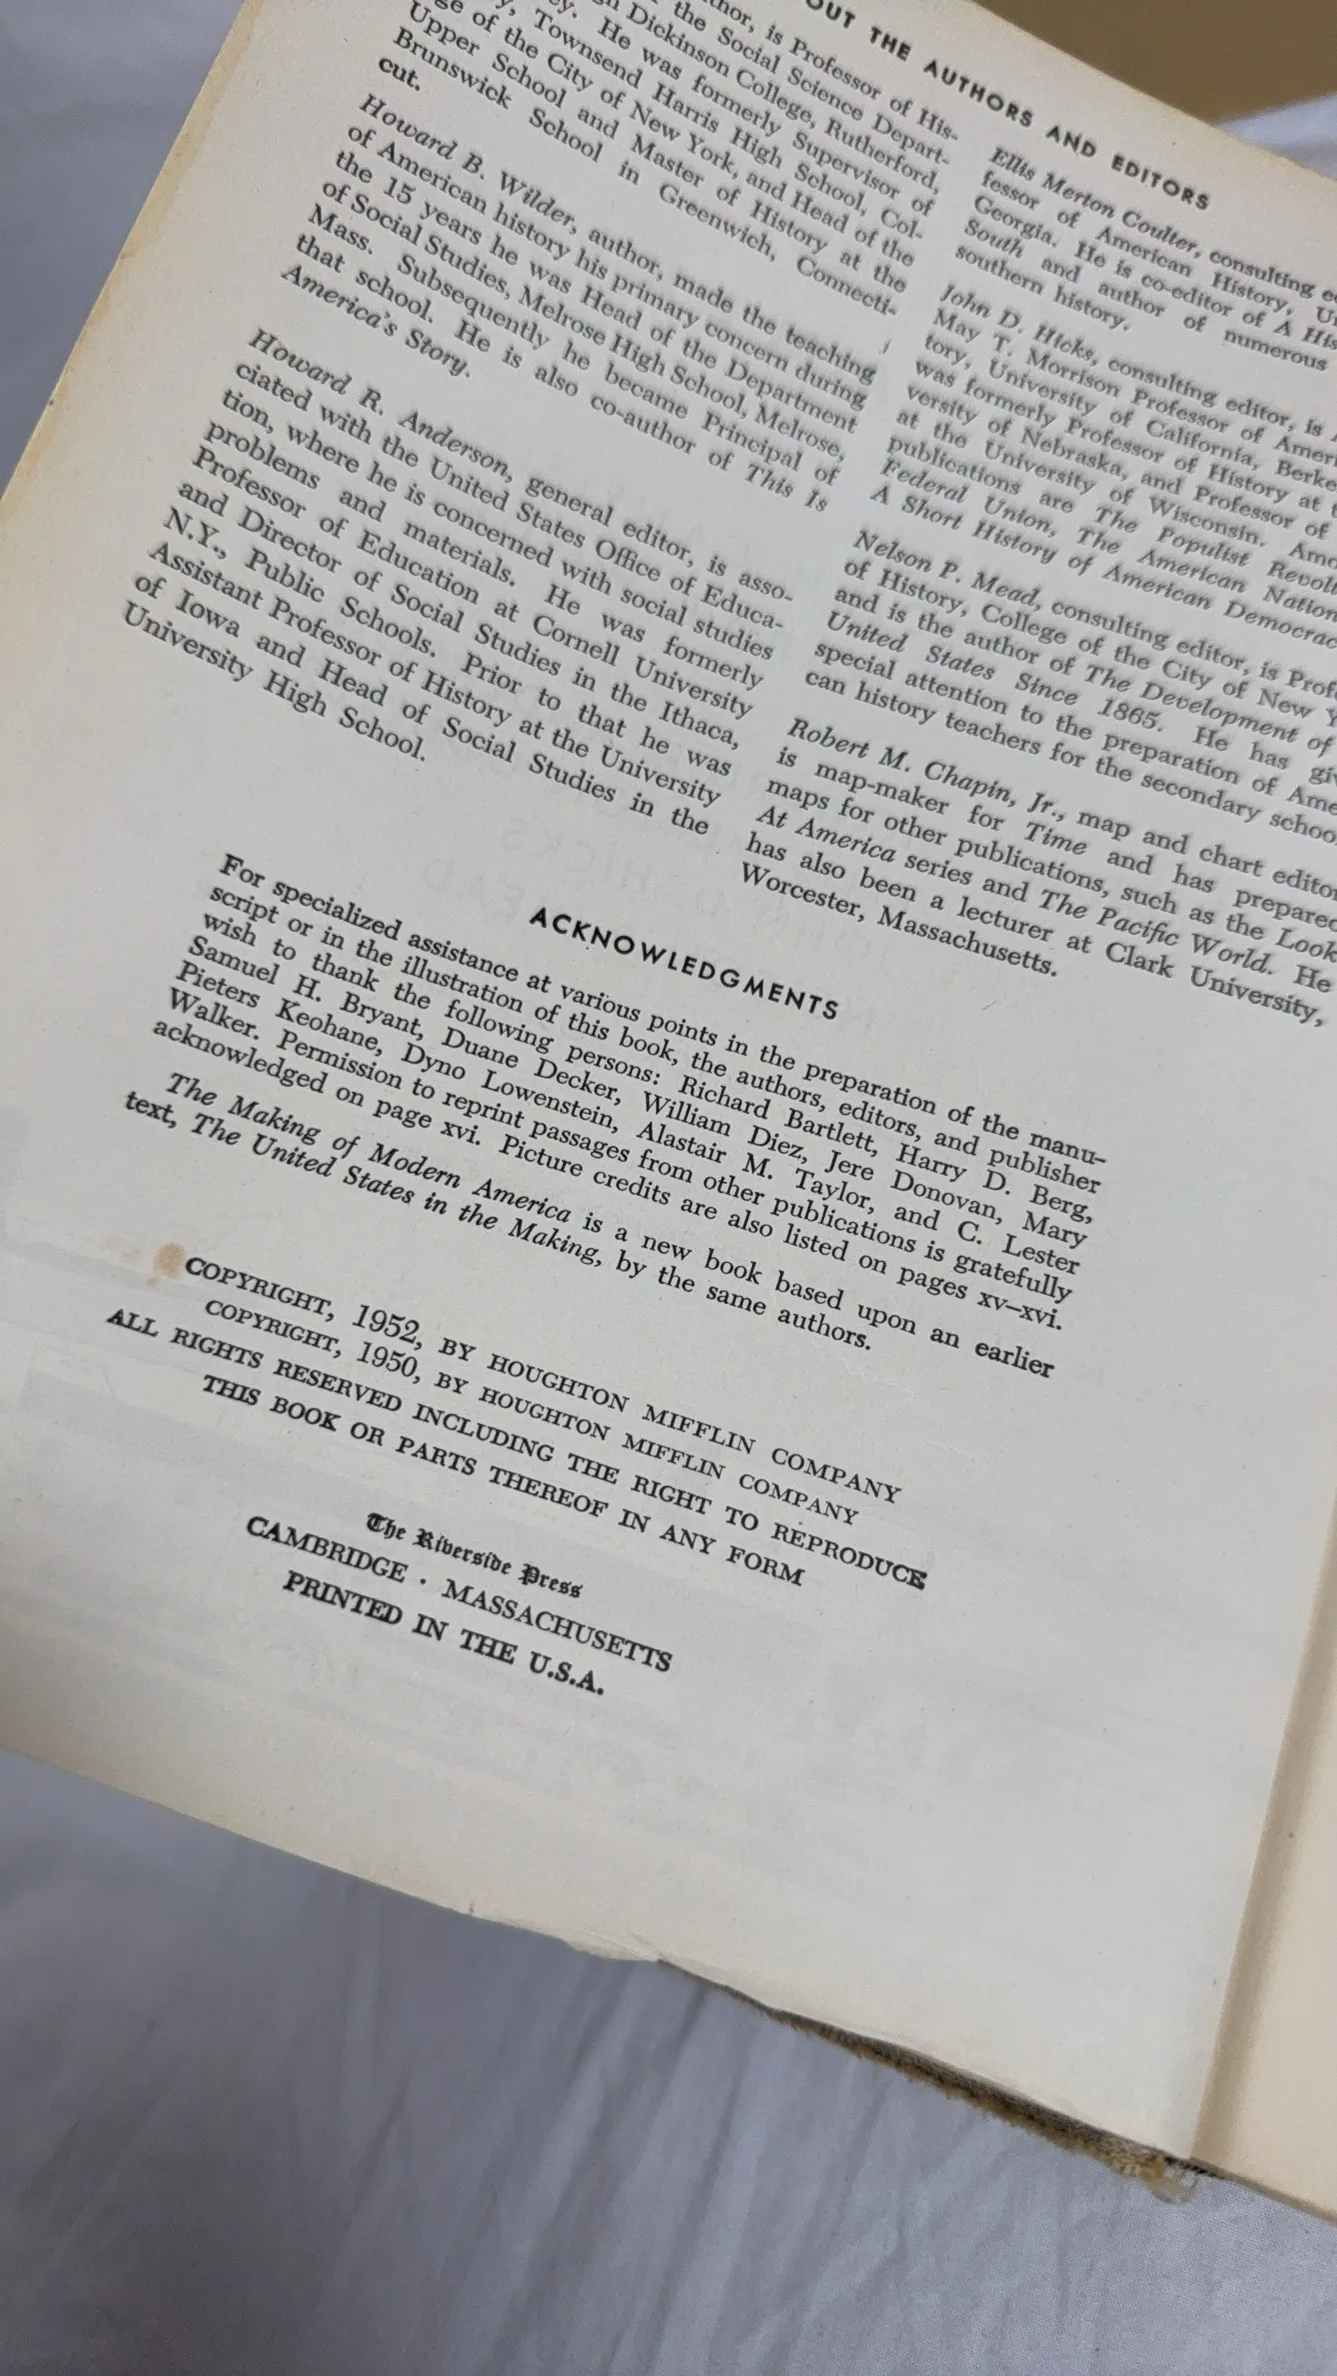 OUT THE AUTHORS AND EDITORS
is Professor of His-
the Social Science Depart-
Dickinson College, Rutherford,
He was formerly Supervisor of
Townsend Harris High School, Col-
of the City of New York, and Head of the
Upper School and Master of History at the
Brunswick School in Greenwich, Connecti-
cut.
Howard B. Wilder, author, made the teaching
of American history his primary concern during
the 15 years he was Head of the Department
of Social Studies, Melrose High School, Melrose,
Mass. Subsequently he became Principal of
that school. He is also co-author of This Is
America's Story.
Howard R. Anderson, general editor, is asso-
ciated with the United States Office of Educa-
tion, where he is concerned with social studies
problems and materials. He was formerly
Professor of Education at Cornell University
and Director of Social Studies in the Ithaca,
N.Y., Public Schools. Prior to that he was
Assistant Professor of History at the University
of Iowa and Head of Social Studies in the
University High School.
Ellis Merton Coulter, consulting e
fessor of American History, U
Georgia. He is co-editor of A His
South and author of numerous
southern history.
John D. Hicks, consulting editor, is
May T. Morrison Professor of Ameri
tory, University of California, Berke
was formerly Professor of History at t
versity of Nebraska, and Professor of
at the University of Wisconsin. Amo
publications are The Populist Revolt
Federal Union, The American Nation
A Short History of American Democrac
Nelson P. Mead, consulting editor, is Prof
of History, College of the City of New Y
and is the author of The Development of
United States Since 1865. He has giv
special attention to the preparation of Ame
can history teachers for the secondary schoo
Robert M. Chapin, Jr., map and chart editor
is map-maker for Time and has prepared
maps for other publications, such as the Look
At America series and The Pacific World. He
has also been a lecturer at Clark University,
Worcester, Massachusetts.
ACKNOWLEDGMENTS
For specialized assistance at various points in the preparation of the manu-
script or in the illustration of this book, the authors, editors, and publisher
wish to thank the following persons: Richard Bartlett, Harry D. Berg,
Samuel H. Bryant, Duane Decker, William Diez, Jere Donovan, Mary
Pieters Keohane, Dyno Lowenstein, Alastair M. Taylor, and C. Lester
Walker. Permission to reprint passages from other publications is gratefully
acknowledged on page xvi. Picture credits are also listed on pages xv–xvi.
The Making of Modern America is a new book based upon an earlier
text, The United States in the Making, by the same authors.
COPYRIGHT, 1952, BY HOUGHTON MIFFLIN COMPANY
COPYRIGHT, 1950, BY HOUGHTON MIFFLIN COMPANY
ALL RIGHTS RESERVED INCLUDING THE RIGHT TO REPRODUCE
THIS BOOK OR PARTS THEREOF IN ANY FORM
The Riverside Press
CAMBRIDGE · MASSACHUSETTS
PRINTED IN THE U.S.A.